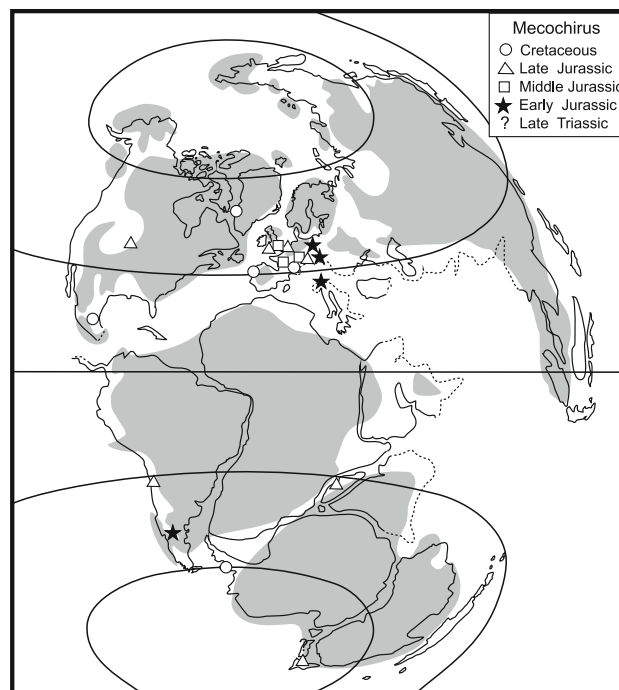 Mecochirus
Cretaceous
Late Jurassic
Middle Jurassic
Early Jurassic
? Late Triassic